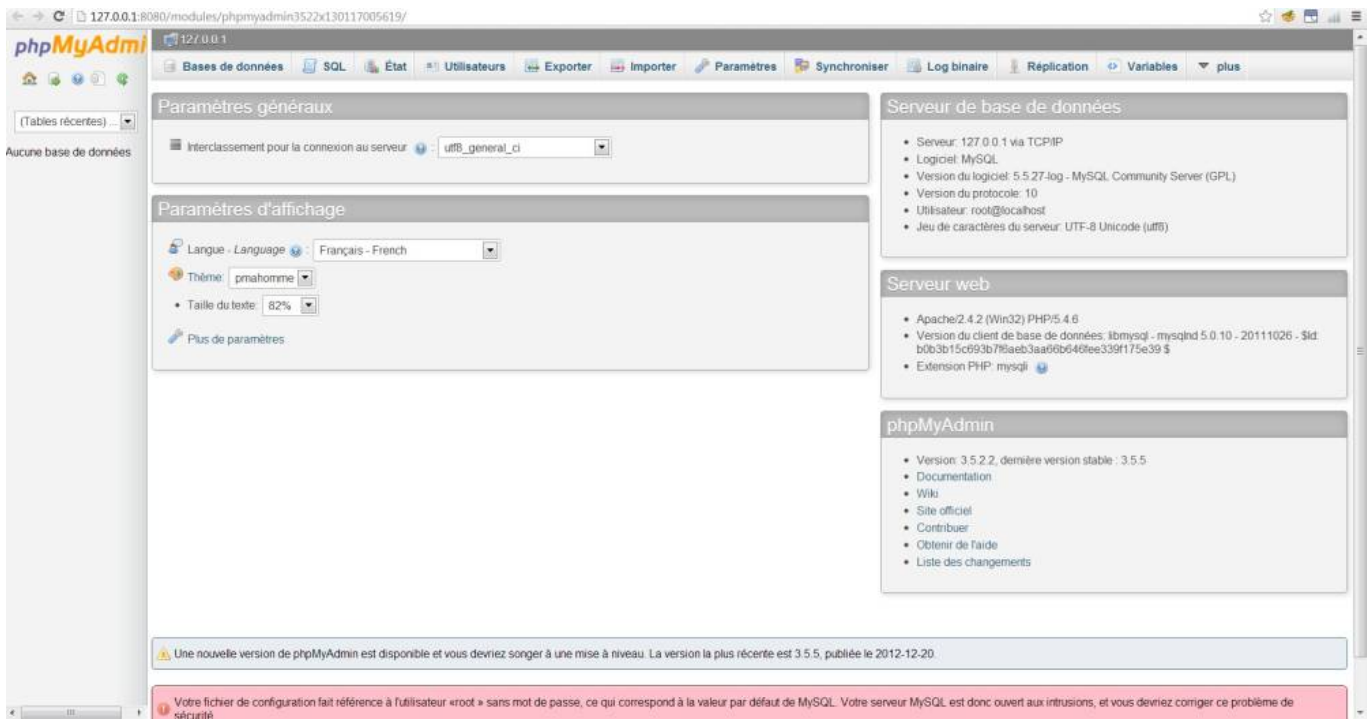 127.0.0.1:8080/modules/phpmyadmin3522x130117005619/
phpMyAdmi
127.0.0.1
Bases de données SQL État Utilisateurs Exporter Importer Paramètres Synchroniser Log binaire Réplication Variables plus
(Tables récentes) ...
Aucune base de données
Paramètres généraux
Interclassement pour la connexion au serveur : utf8_general_ci
Paramètres d'affichage
Langue - Language : Français - French
Thème: pmahomme
Taille du texte: 82%
Plus de paramètres
Serveur de base de données
Serveur: 127.0.0.1 via TCP/IP
Logiciel: MySQL
Version du logiciel: 5.5.27-log - MySQL Community Server (GPL)
Version du protocole: 10
Utilisateur: root@localhost
Jeu de caractères du serveur: UTF-8 Unicode (utf8)
Serveur web
Apache/2.4.2 (Win32) PHP/5.4.6
Version du client de base de données: libmysql - mysqlnd 5.0.10 - 20111026 - $Id:
b0b3b15c693b7f6aeb3aa66b646fee339f175e39 $
Extension PHP: mysqli
phpMyAdmin
Version: 3.5.2.2, dernière version stable : 3.5.5
Documentation
Wiki
Site officiel
Contribuer
Obtenir de l'aide
Liste des changements
Une nouvelle version de phpMyAdmin est disponible et vous devriez songer à une mise à niveau. La version la plus récente est 3.5.5, publiée le 2012-12-20.
Votre fichier de configuration fait référence à l'utilisateur «root » sans mot de passe, ce qui correspond à la valeur par défaut de MySQL. Votre serveur MySQL est donc ouvert aux intrusions, et vous devriez corriger ce problème de
sécurité